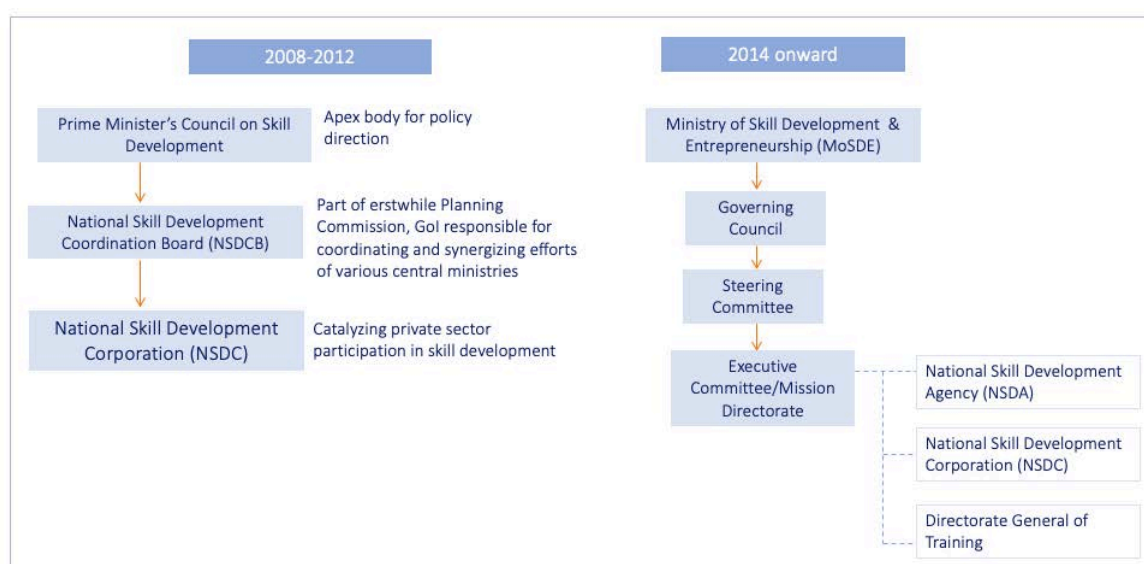 2008-2012
Prime Minister's Council on Skill
Development
Apex body for policy
direction
National Skill Development
Coordination Board (NSDCB)
Part of erstwhile Planning
Commission, GoI responsible for
coordinating and synergizing efforts
of various central ministries
National Skill Development
Corporation (NSDC)
Catalyzing private sector
participation in skill development
2014 onward
Ministry of Skill Development &
Entrepreneurship (MoSDE)
Governing
Council
Steering
Committee
Executive
Committee/Mission
Directorate
National Skill Development
Agency (NSDA)
National Skill Development
Corporation (NSDC)
Directorate General of
Training